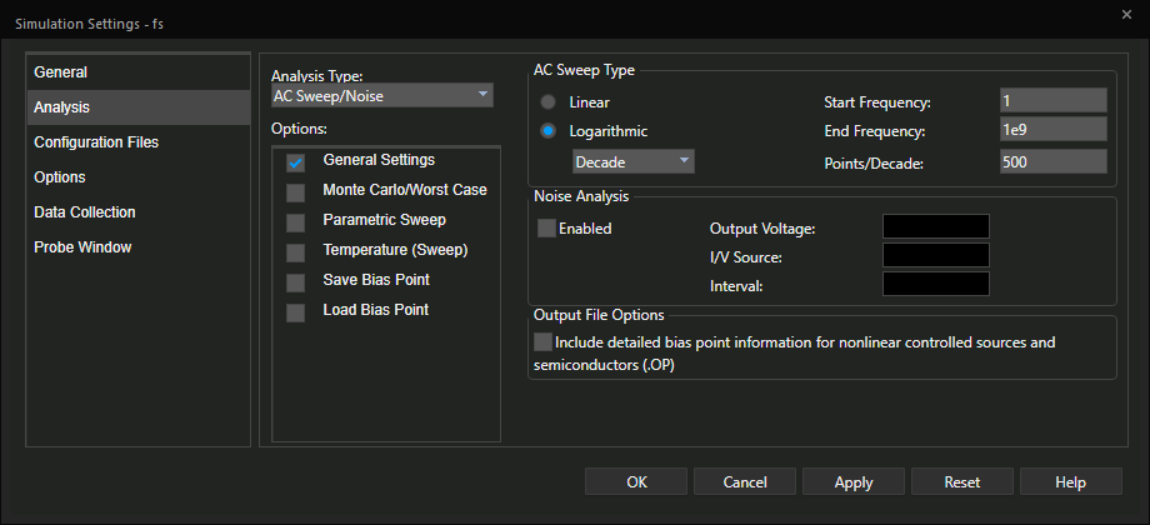 Simulation Settings - fs
General
Analysis
Configuration Files
Options
Data Collection
Probe Window
Analysis Type:
AC Sweep/Noise
Options:
General Settings
Monte Carlo/Worst Case
Parametric Sweep
Temperature (Sweep)
Save Bias Point
Load Bias Point
AC Sweep Type
Linear
Logarithmic
Decade
Start Frequency: 1
End Frequency: 1e9
Points/Decade: 500
Noise Analysis
Enabled
Output Voltage:
I/V Source:
Interval:
Output File Options
Include detailed bias point information for nonlinear controlled sources and
semiconductors (.OP)
OK Cancel Apply Reset Help